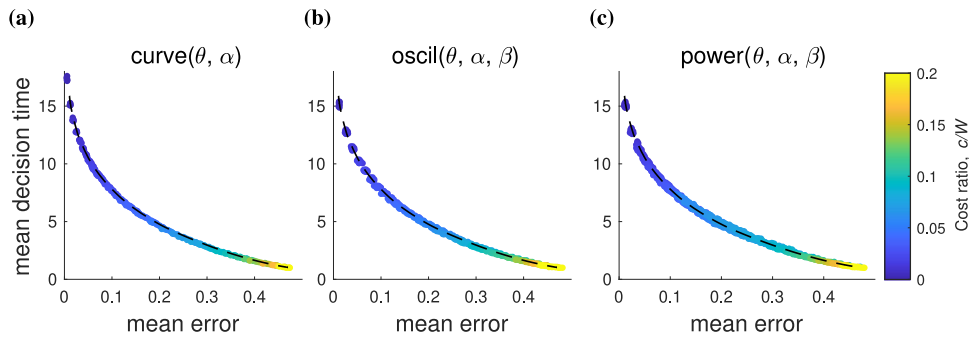 (a)
(b)
(c)
curve(θ, α)
oscil(θ, α, β)
power(θ, α, β)
mean decision time
15
10
5
0
0 0.1 0.2 0.3 0.4
mean error
15
10
5
0
0 0.1 0.2 0.3 0.4
mean error
15
10
5
0
0 0.1 0.2 0.3 0.4
mean error
0.2
0.15
0.1
0.05
0
Cost ratio, c/W